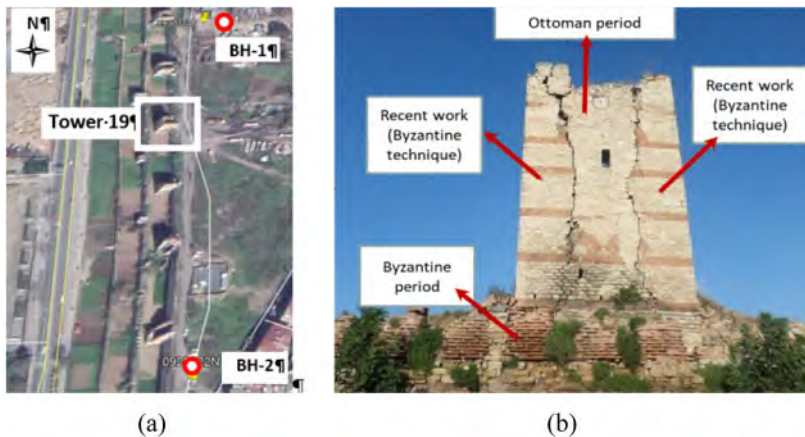 N¶
BH-1¶
Tower·19¶
BH-2¶
¶
Ottoman period
Recent work
(Byzantine
technique)
Recent work
(Byzantine
technique)
Byzantine
period
(a)
(b)